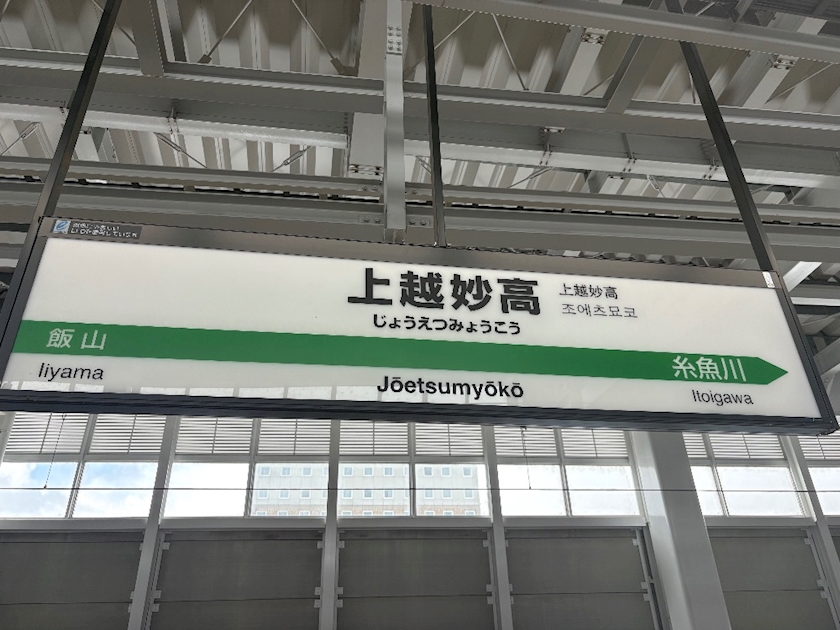 上越妙高
上越妙高
조에츠묘코
じょうえつみょうこう
飯山
糸魚川
Iiyama
Jōetsumyōkō
Itoigawa